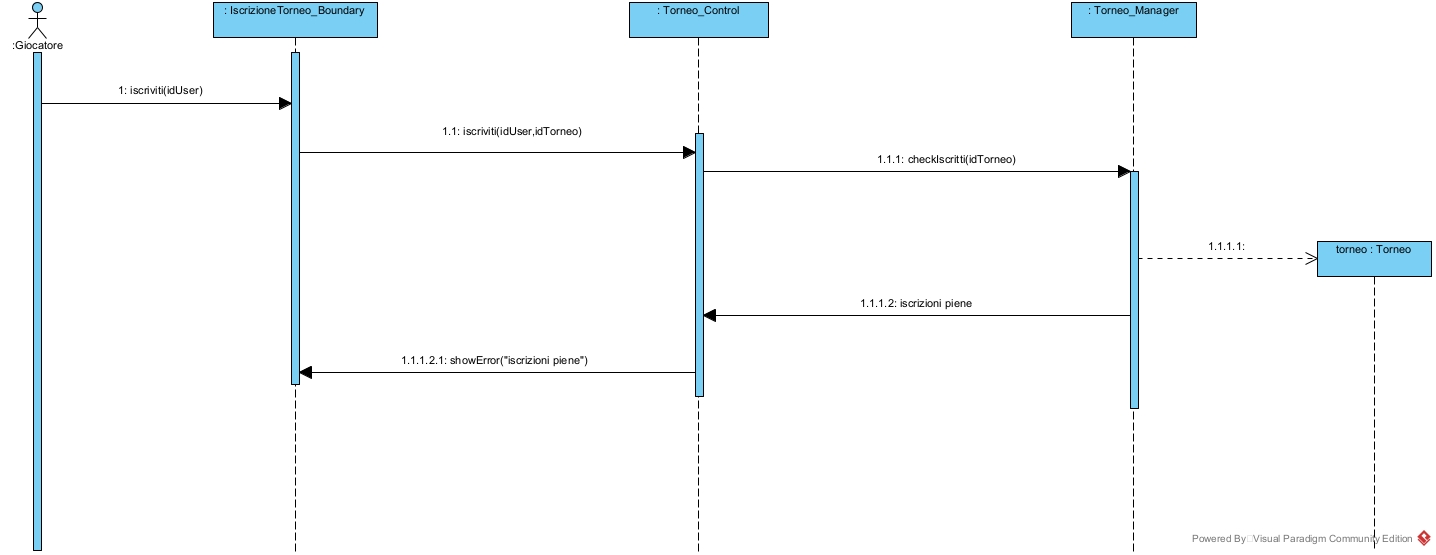 : IscrizioneTorneo_Boundary
: Torneo_Control
: Torneo_Manager
:Giocatore
1: iscriviti(idUser)
1.1: iscriviti(idUser,idTorneo)
1.1.1: checkIscritti(idTorneo)
1.1.1.1:
torneo : Torneo
1.1.1.2: iscrizioni piene
1.1.1.2.1: showError("iscrizioni piene")
Powered By Visual Paradigm Community Edition